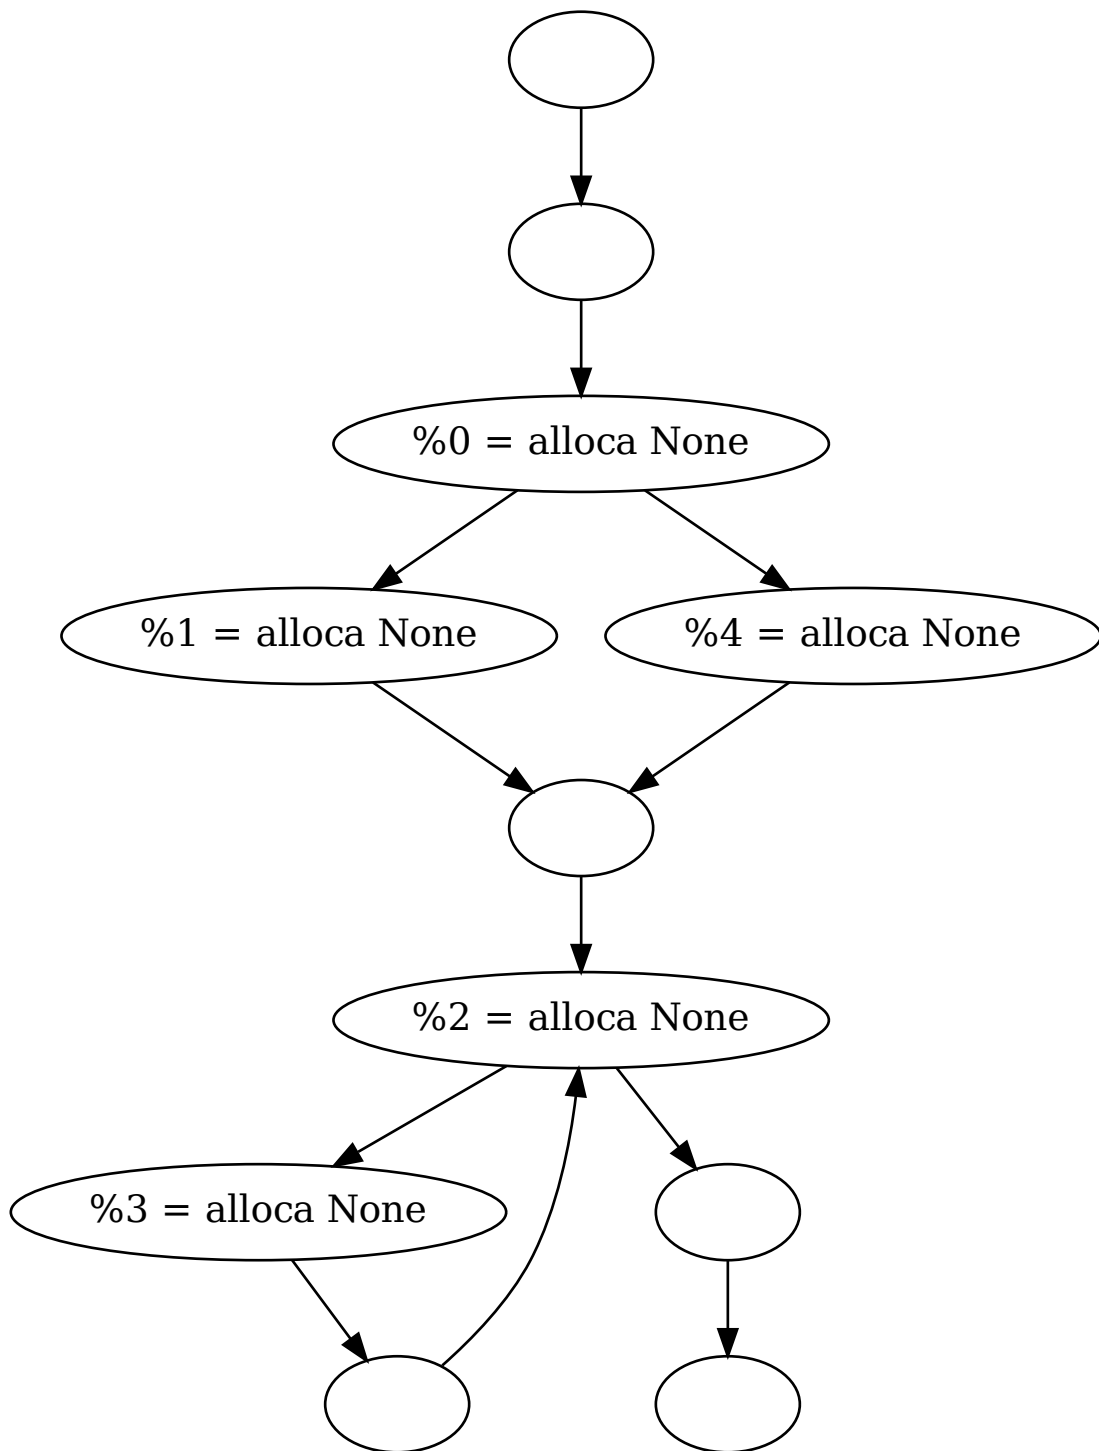 %0 = alloca None
%1 = alloca None
%4 = alloca None
%2 = alloca None
%3 = alloca None